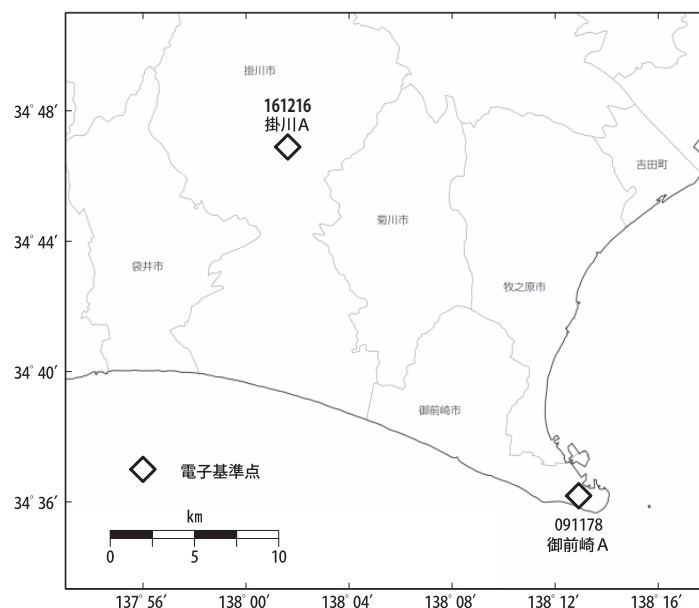 掛川市
34°48′
161216
掛川A
吉田町
菊川市
34°44′
袋井市
牧之原市
34°40′
御前崎市
電子基準点
34°36′
km
0 5 10
091178
御前崎A
137°56′ 138°00′ 138°04′ 138°08′ 138°12′ 138°16′